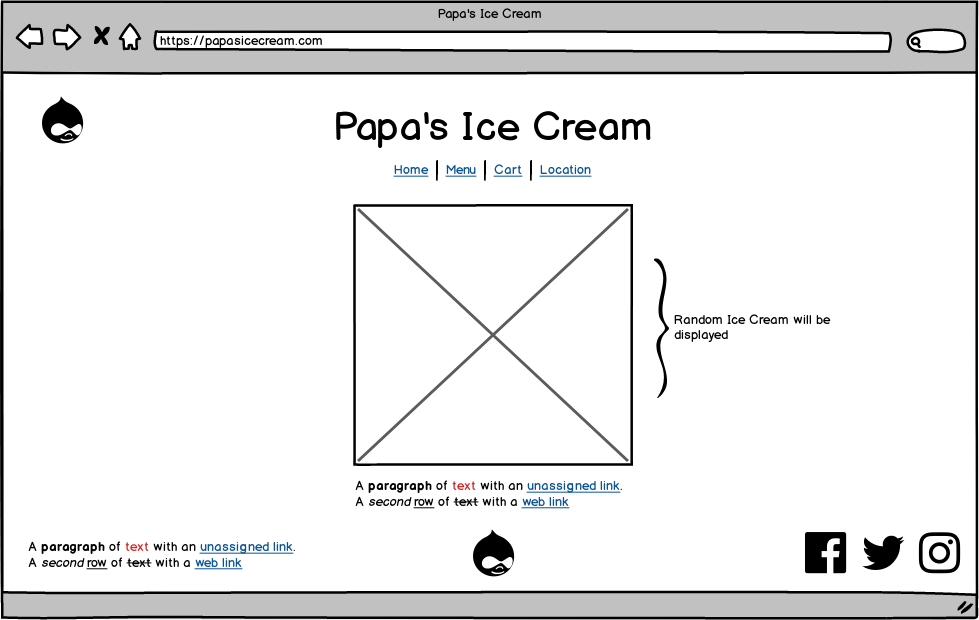 Papa's Ice Cream
https://papasicecream.com
Papa's Ice Cream
Home | Menu | Cart | Location
Random Ice Cream will be
displayed
A paragraph of text with an unassigned link.
A second row of text with a web link
A paragraph of text with an unassigned link.
A second row of text with a web link